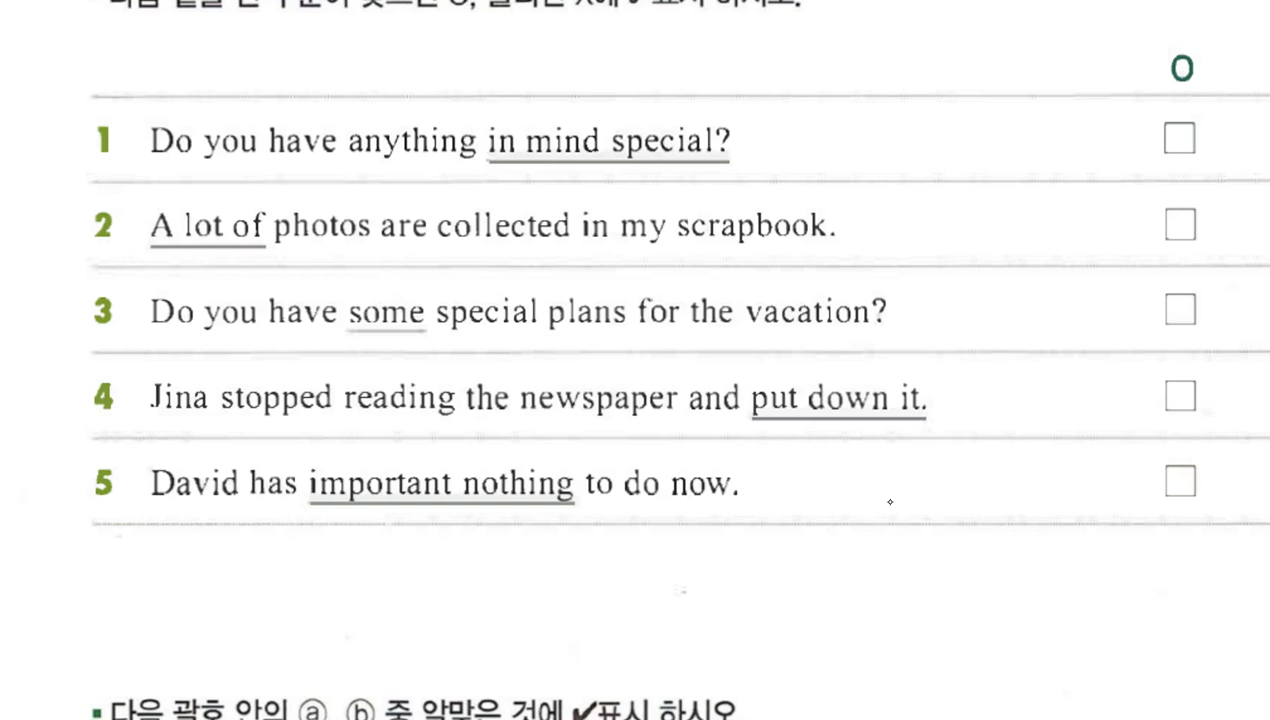 O
1 Do you have anything in mind special?
2 A lot of photos are collected in my scrapbook.
3 Do you have some special plans for the vacation?
4 Jina stopped reading the newspaper and put down it.
5 David has important nothing to do now.
다음 괄호 안의 ⓐ, ⓑ 중 알맞은 것에 ✔표시 하시오